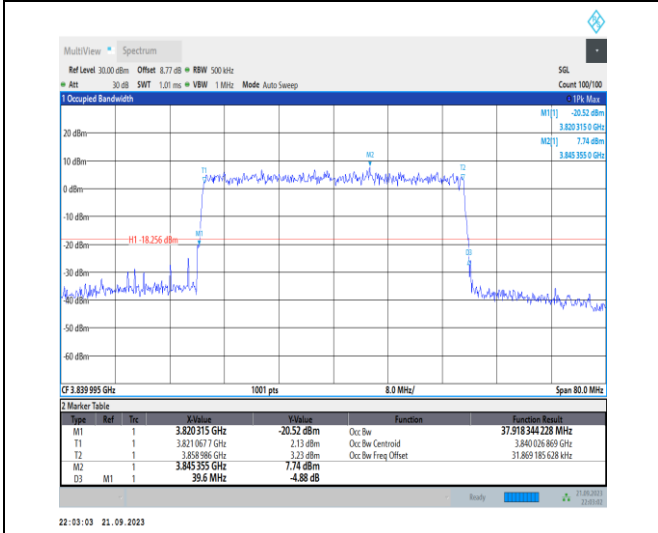 MultiView Spectrum
Ref Level 30.00 dBm Offset 8.77 dB RBW 500 kHz SGL
Att 30 dB SWT 1.01 ms VBW 1 MHz Mode Auto Sweep Count 100/100
1 Occupied Bandwidth 1Pk Max
M1[1] -20.52 dBm
3.820 315 0 GHz
M2[1] 7.74 dBm
3.845 355 0 GHz
20 dBm
10 dBm
M2
T1
T2
0 dBm
-10 dBm
M1
H1 -18.256 dBm
-20 dBm
D3
-30 dBm
-40 dBm
-50 dBm
-60 dBm
CF 3.839 995 GHz 1001 pts 8.0 MHz/ Span 80.0 MHz
2 Marker Table
Type Ref Trc X-Value Y-Value Function Function Result
M1 1 3.820 315 GHz -20.52 dBm Occ Bw 37.918 344 228 MHz
T1 1 3.821 067 7 GHz 2.13 dBm Occ Bw Centroid 3.840 026 869 GHz
T2 1 3.858 986 GHz 3.23 dBm Occ Bw Freq Offset 31.869 185 628 kHz
M2 1 3.845 355 GHz 7.74 dBm
D3 M1 1 39.6 MHz -4.88 dB
Ready 21.09.2023
22:03:02
22:03:03 21.09.2023